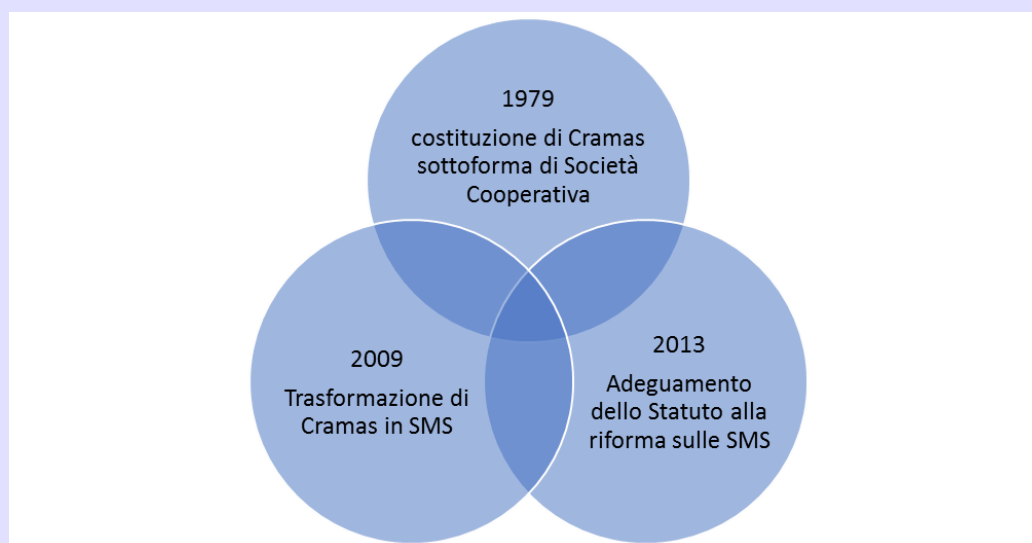 1979
costituzione di Cramas
sottoforma di Società
Cooperativa
2009
Trasformazione di
Cramas in SMS
2013
Adeguamento
dello Statuto alla
riforma sulle SMS